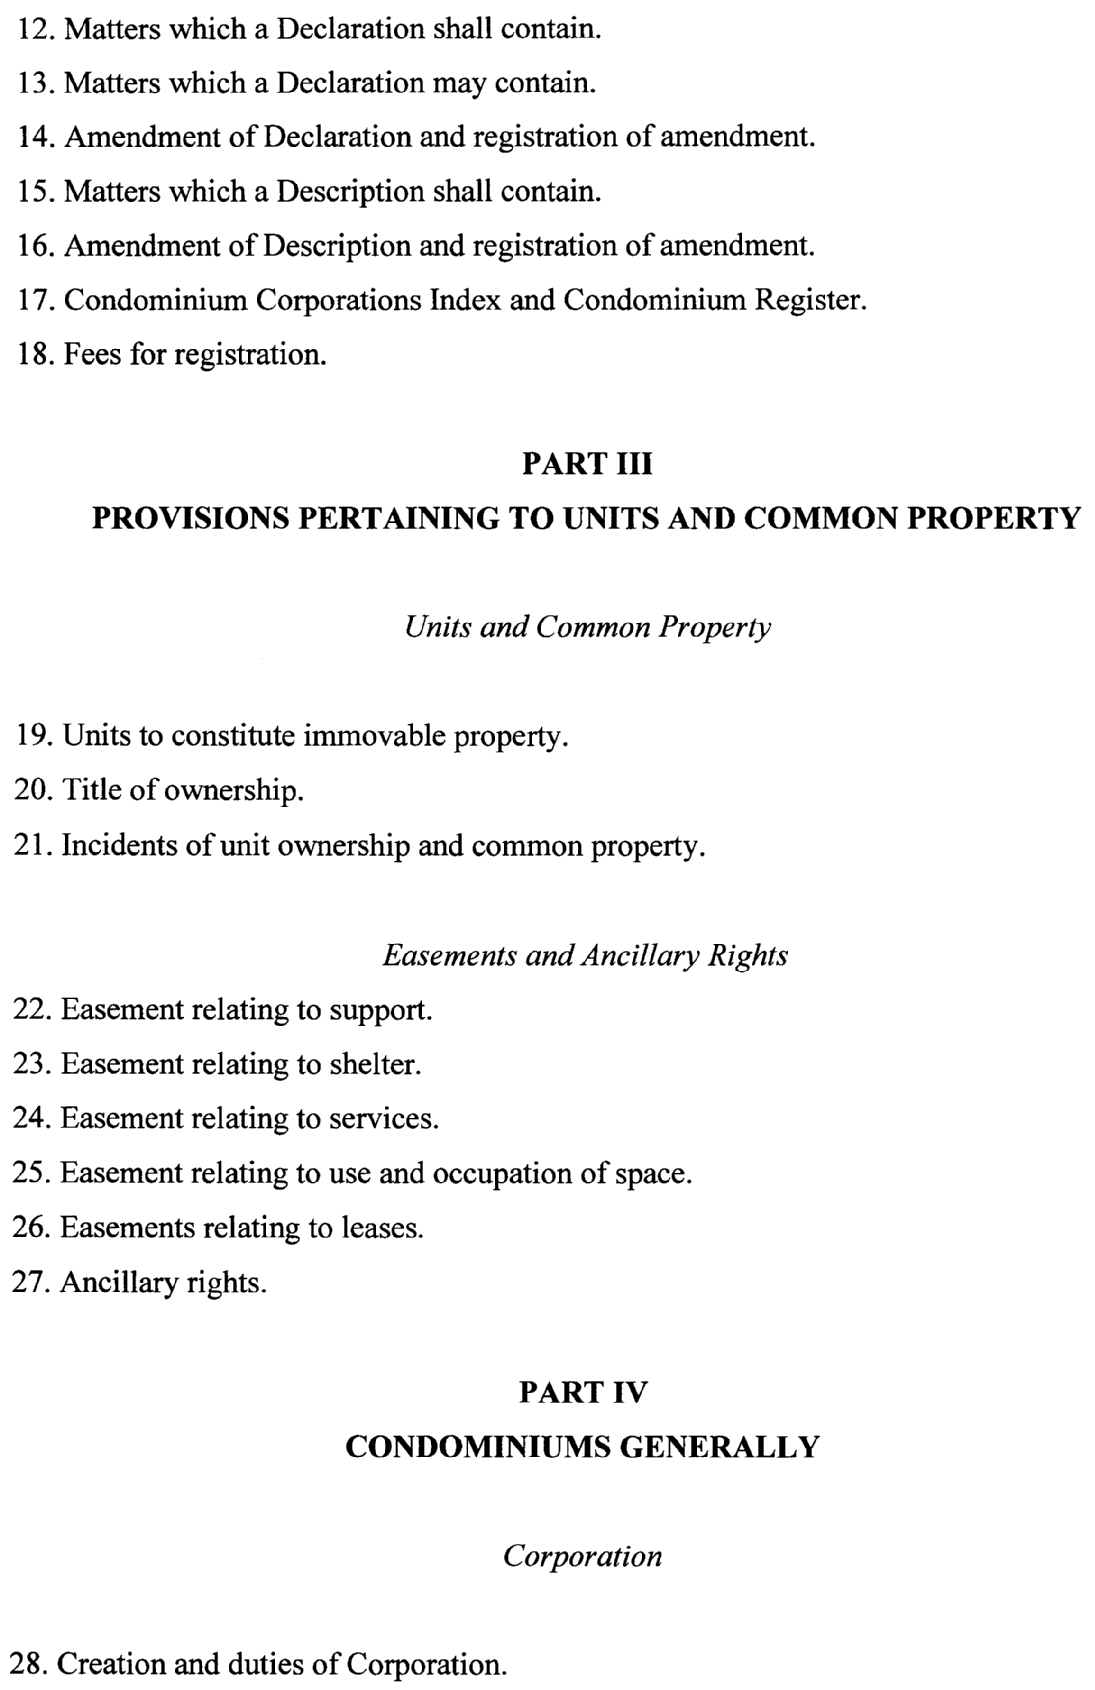 12. Matters which a Declaration shall contain.
13. Matters which a Declaration may contain.
14. Amendment of Declaration and registration of amendment.
15. Matters which a Description shall contain.
16. Amendment of Description and registration of amendment.
17. Condominium Corporations Index and Condominium Register.
18. Fees for registration.
PART III
PROVISIONS PERTAINING TO UNITS AND COMMON PROPERTY
Units and Common Property
19. Units to constitute immovable property.
20. Title of ownership.
21. Incidents of unit ownership and common property.
Easements and Ancillary Rights
22. Easement relating to support.
23. Easement relating to shelter.
24. Easement relating to services.
25. Easement relating to use and occupation of space.
26. Easements relating to leases.
27. Ancillary rights.
PART IV
CONDOMINIUMS GENERALLY
Corporation
28. Creation and duties of Corporation.